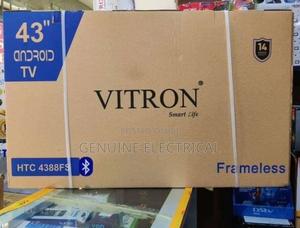 43"
ANDROID
TV
14
VITRON®
Smart Life
GENUINE ELECTRICAL
HTC 4388FS
Frameless